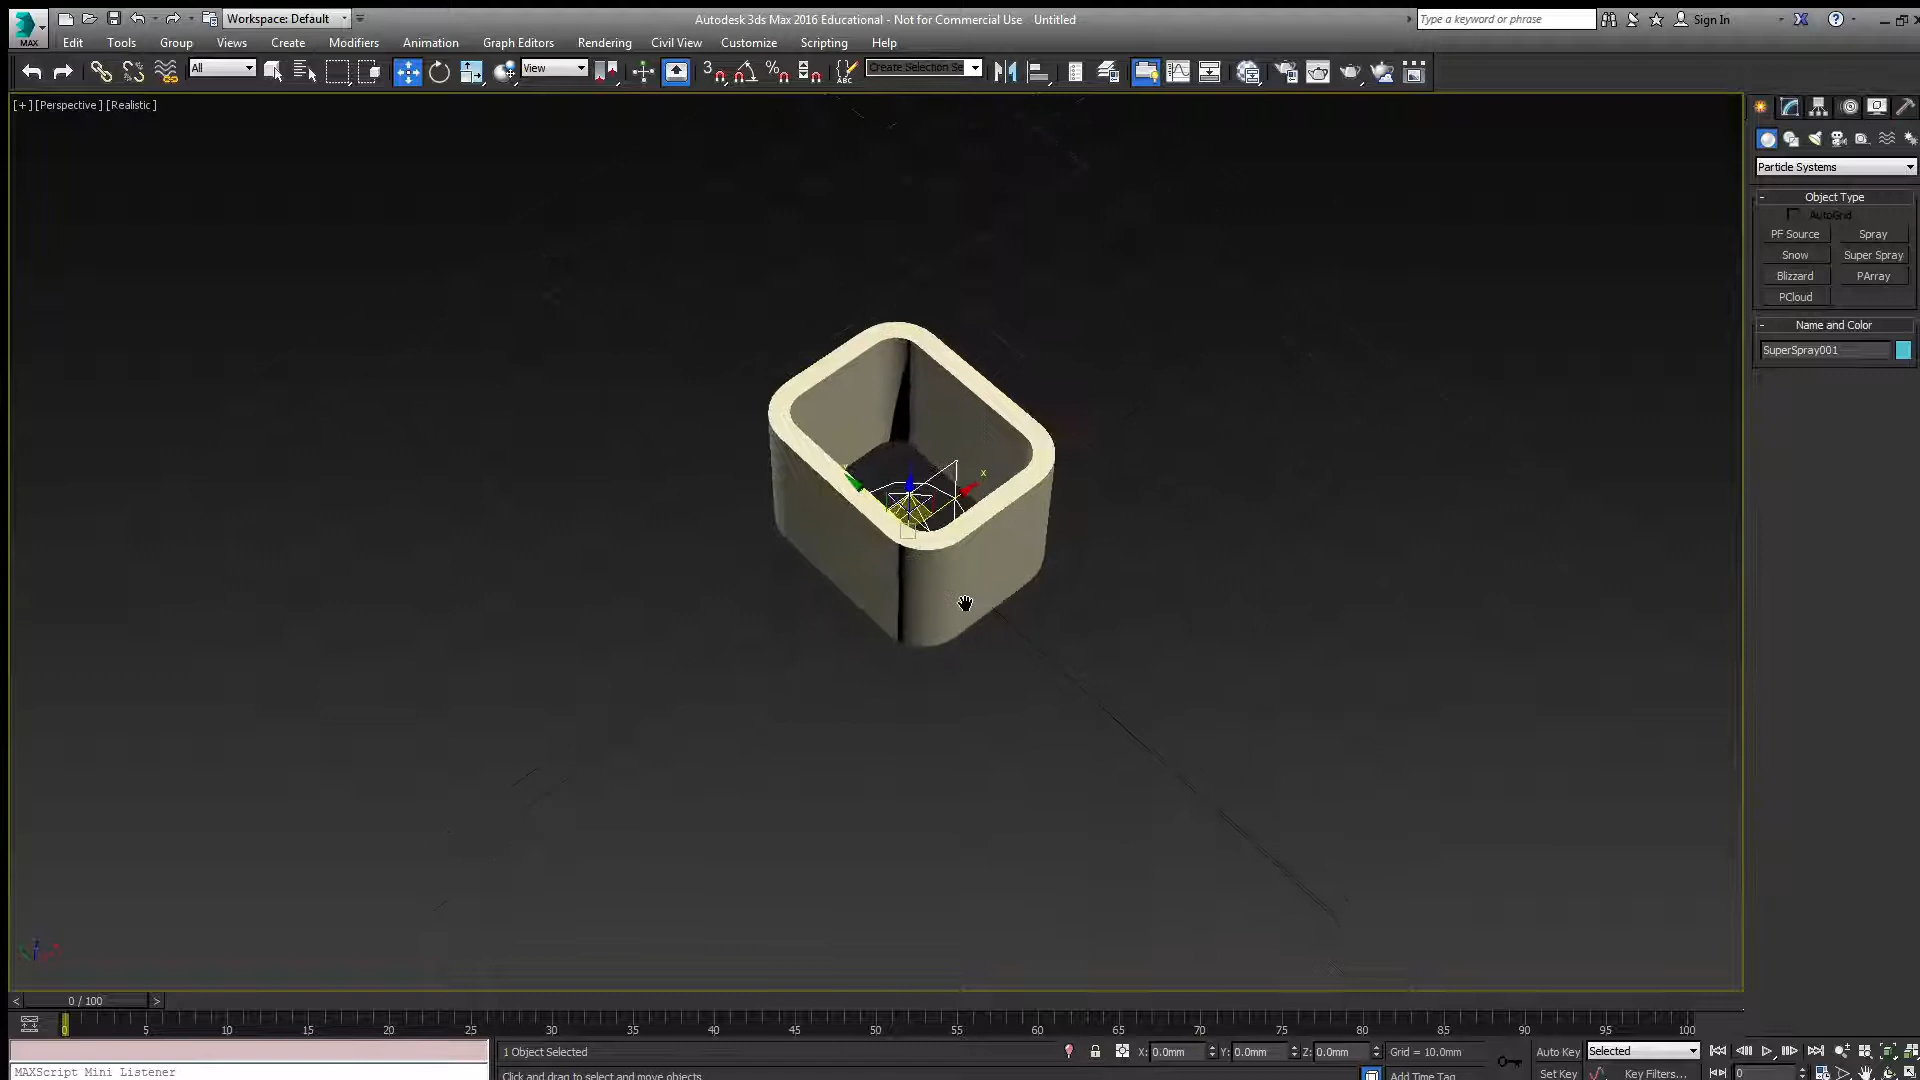 Workspace: Default
Autodesk 3ds Max 2016 Educational - Not for Commercial Use Untitled
Type a keyword or phrase
Sign In
MAX
Edit Tools Group Views Create Modifiers Animation Graph Editors Rendering Civil View Customize Scripting Help
All
View
3
Create Selection Se
[+] [Perspective] [Realistic]
Particle Systems
- Object Type
AutoGrid
PF Source Spray
Snow Super Spray
Blizzard PArray
PCloud
- Name and Color
SuperSpray001
x
< 0 / 100 >
0 5 10 15 20 25 30 35 40 45 50 55 60 65 70 75 80 85 90 95 100
1 Object Selected
X: 0.0mm Y: 0.0mm Z: 0.0mm Grid = 10.0mm
Auto Key Selected
MAXScript Mini Listener
Click and drag to select and move objects
Add Time Tag
Set Key Key Filters... 0